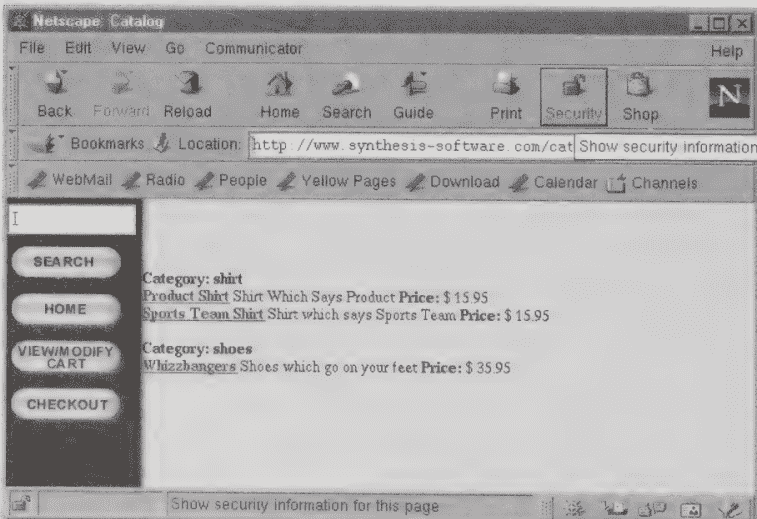 Netscape: Catalog
File Edit View Go Communicator Help
Back Forward Reload Home Search Guide Print Security Shop
N
Bookmarks Location: http://www.synthesis-software.com/cat Show security information
WebMail Radio People Yellow Pages Download Calendar Channels
SEARCH
HOME
VIEW/MODIFY
CART
CHECKOUT
Category: shirt
Product Shirt Shirt Which Says Product Price: $ 15.95
Sports Team Shirt Shirt which says Sports Team Price: $ 15.95
Category: shoes
Whizzbangers Shoes which go on your feet Price: $ 35.95
Show security information for this page